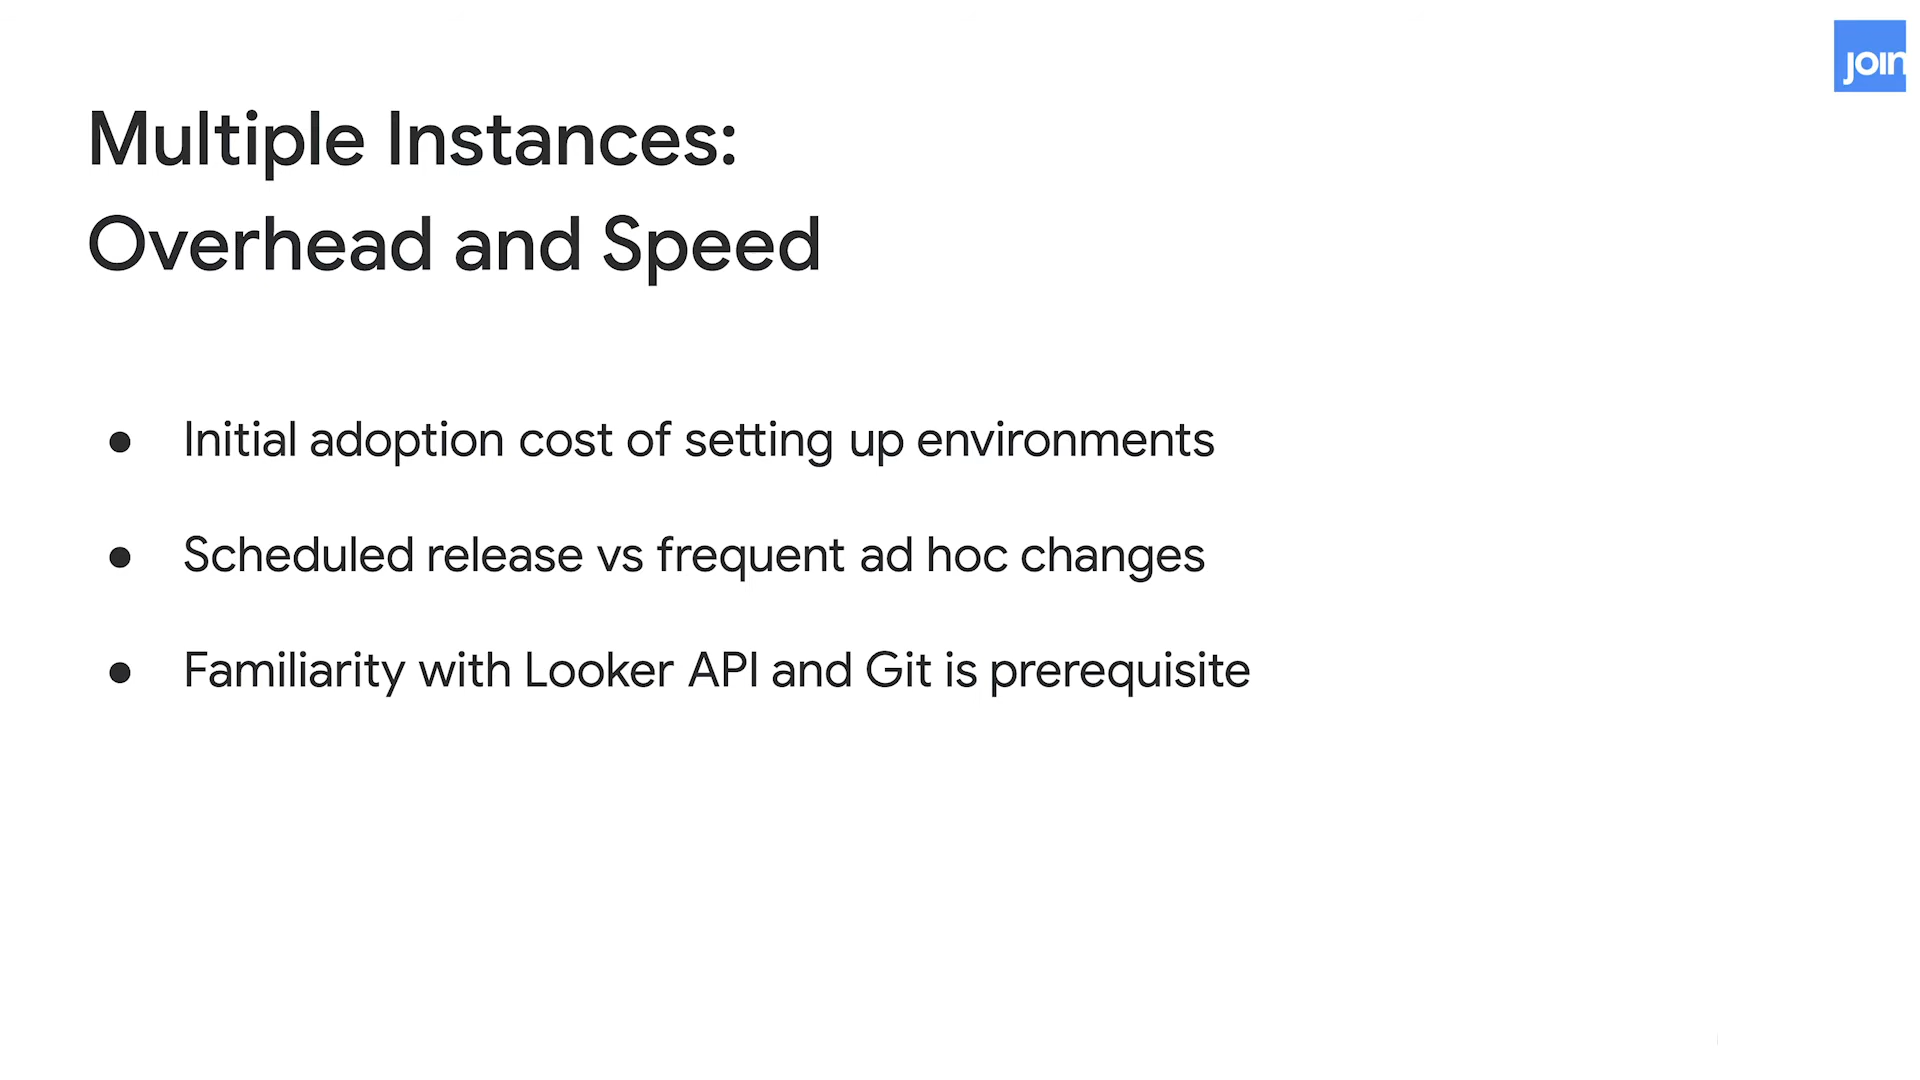 join
Multiple Instances:
Overhead and Speed
● Initial adoption cost of setting up environments
● Scheduled release vs frequent ad hoc changes
● Familiarity with Looker API and Git is prerequisite